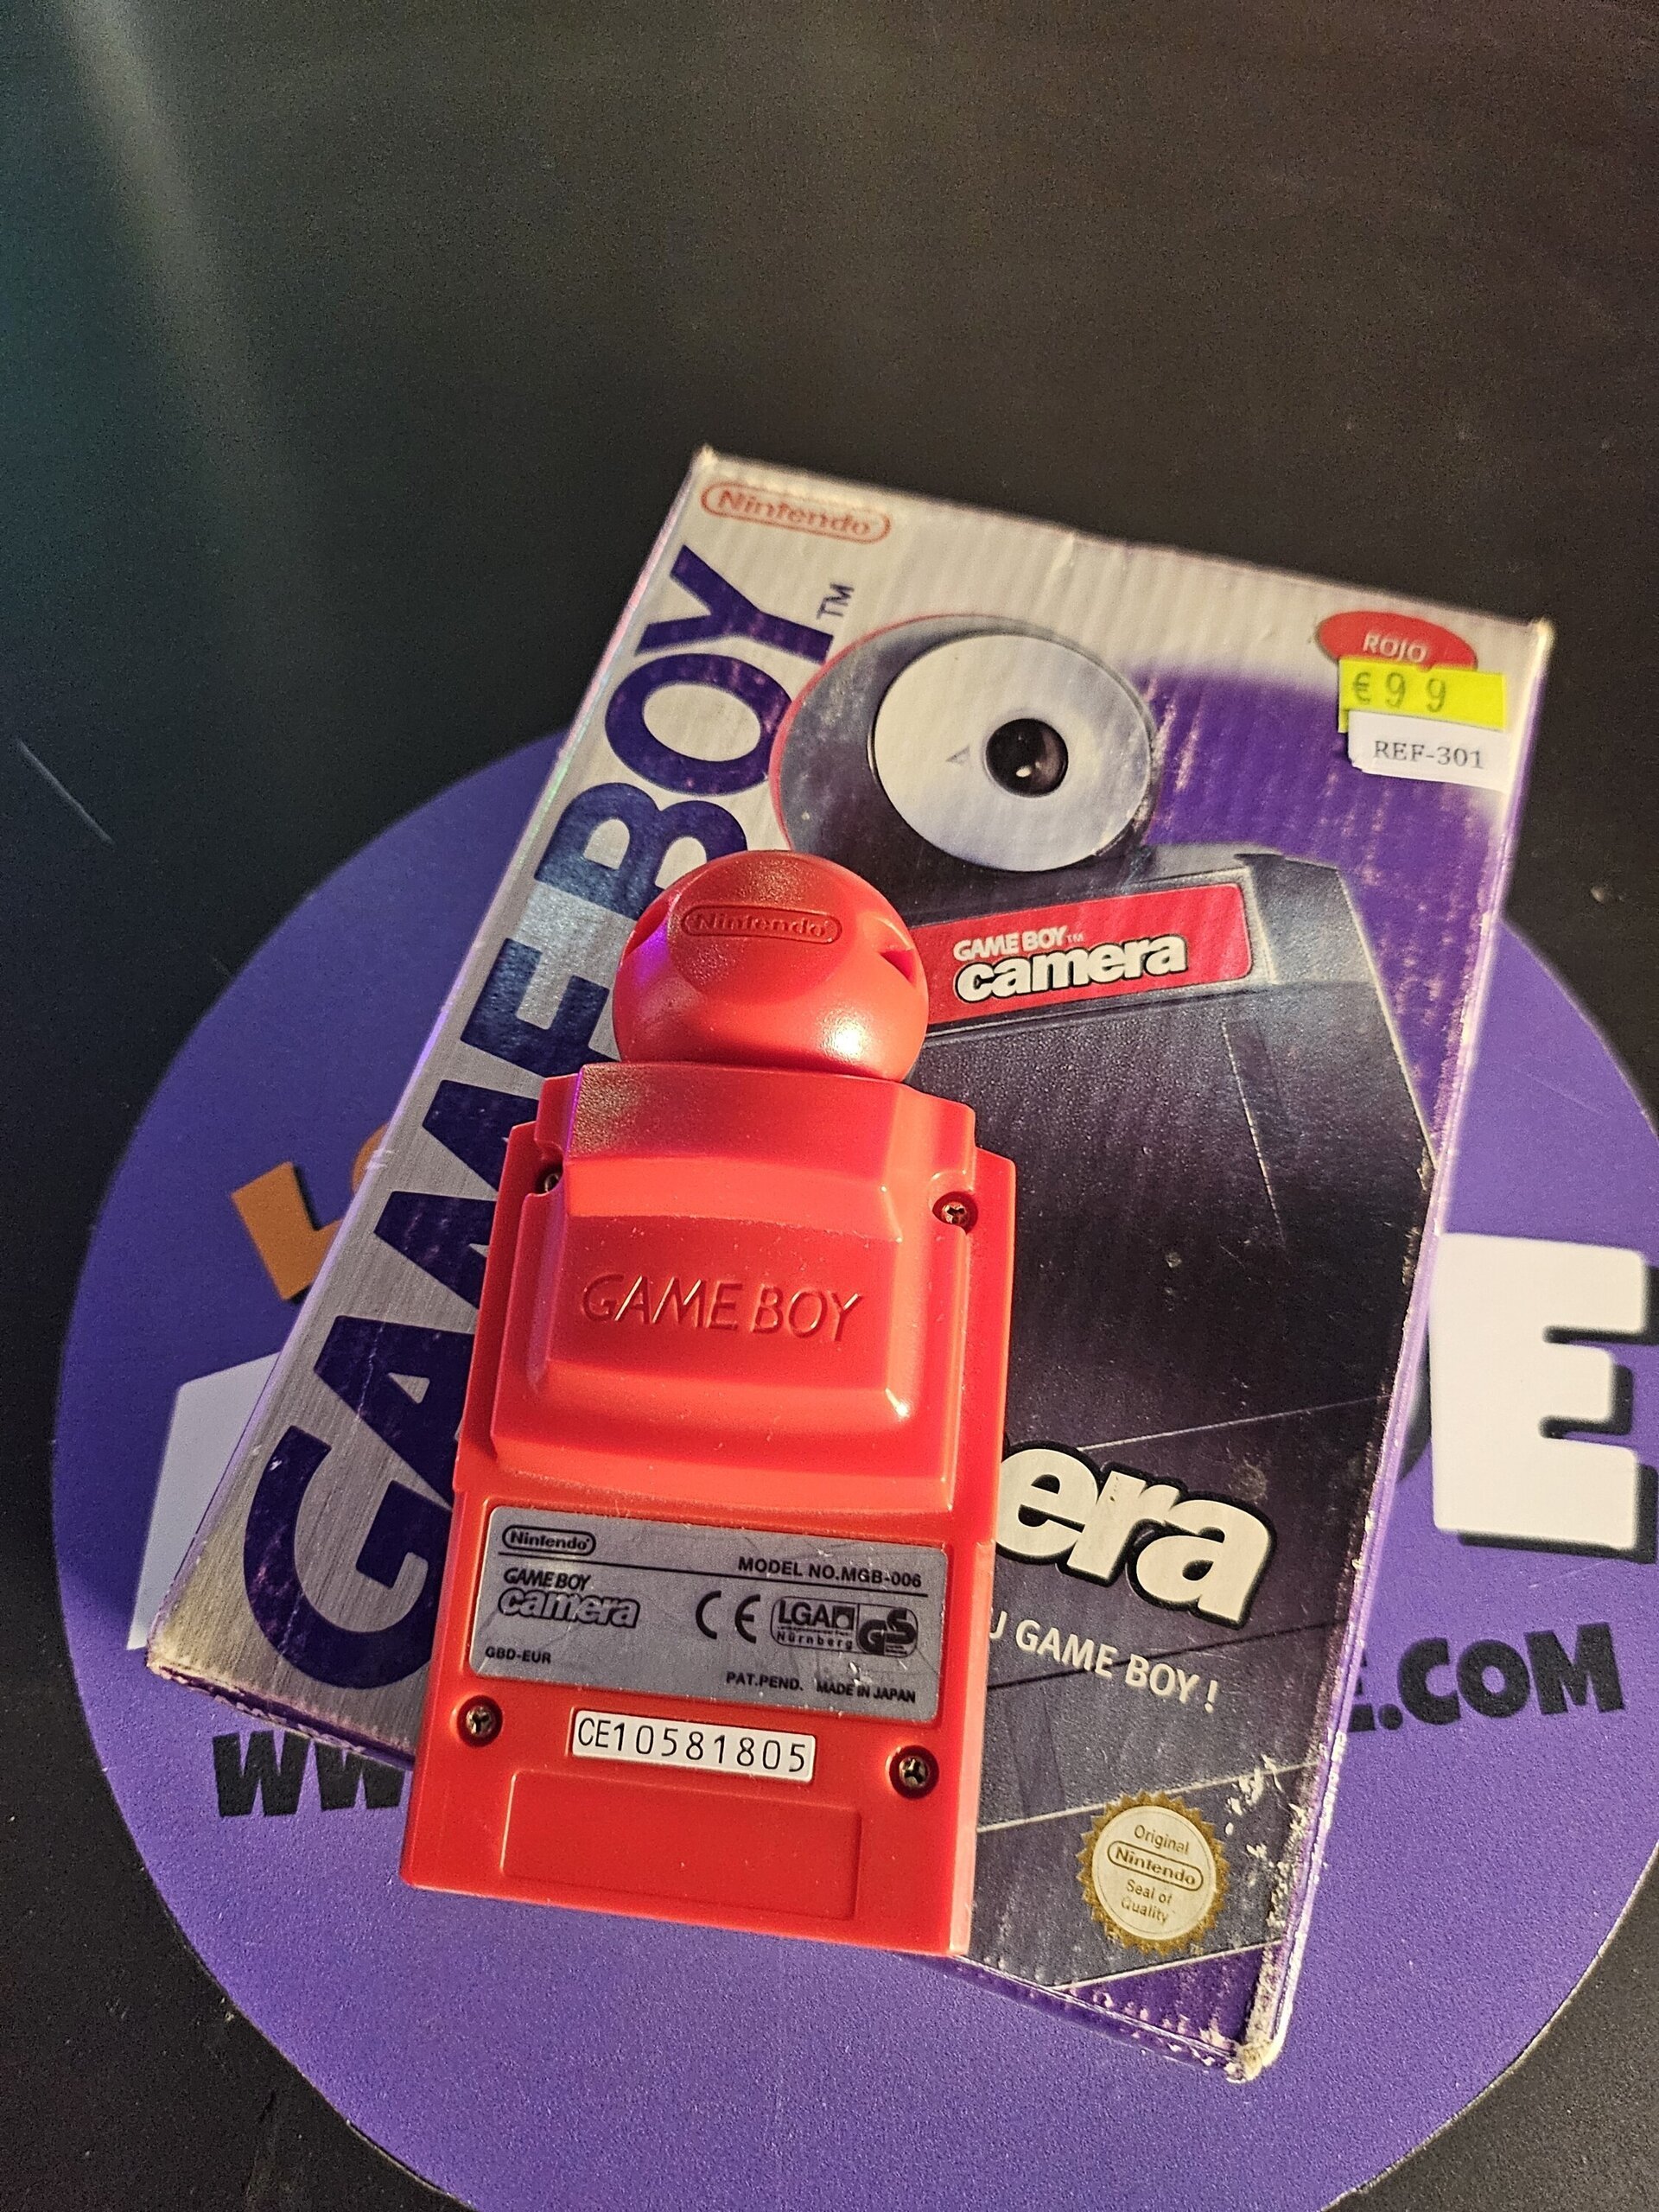 Nintendo
GAME BOY™
ROJO
€99
REF-301
GAME BOY™
camera
Nintendo
GAME BOY
era
U GAME BOY !
Nintendo
MODEL NO.MGB-006
GAME BOY
camera
CE LGA GS
Nürnberg
GBD-EUR
PAT.PEND. MADE IN JAPAN
CE10581805
Original
Nintendo
Seal of
Quality
E
WW
E.COM